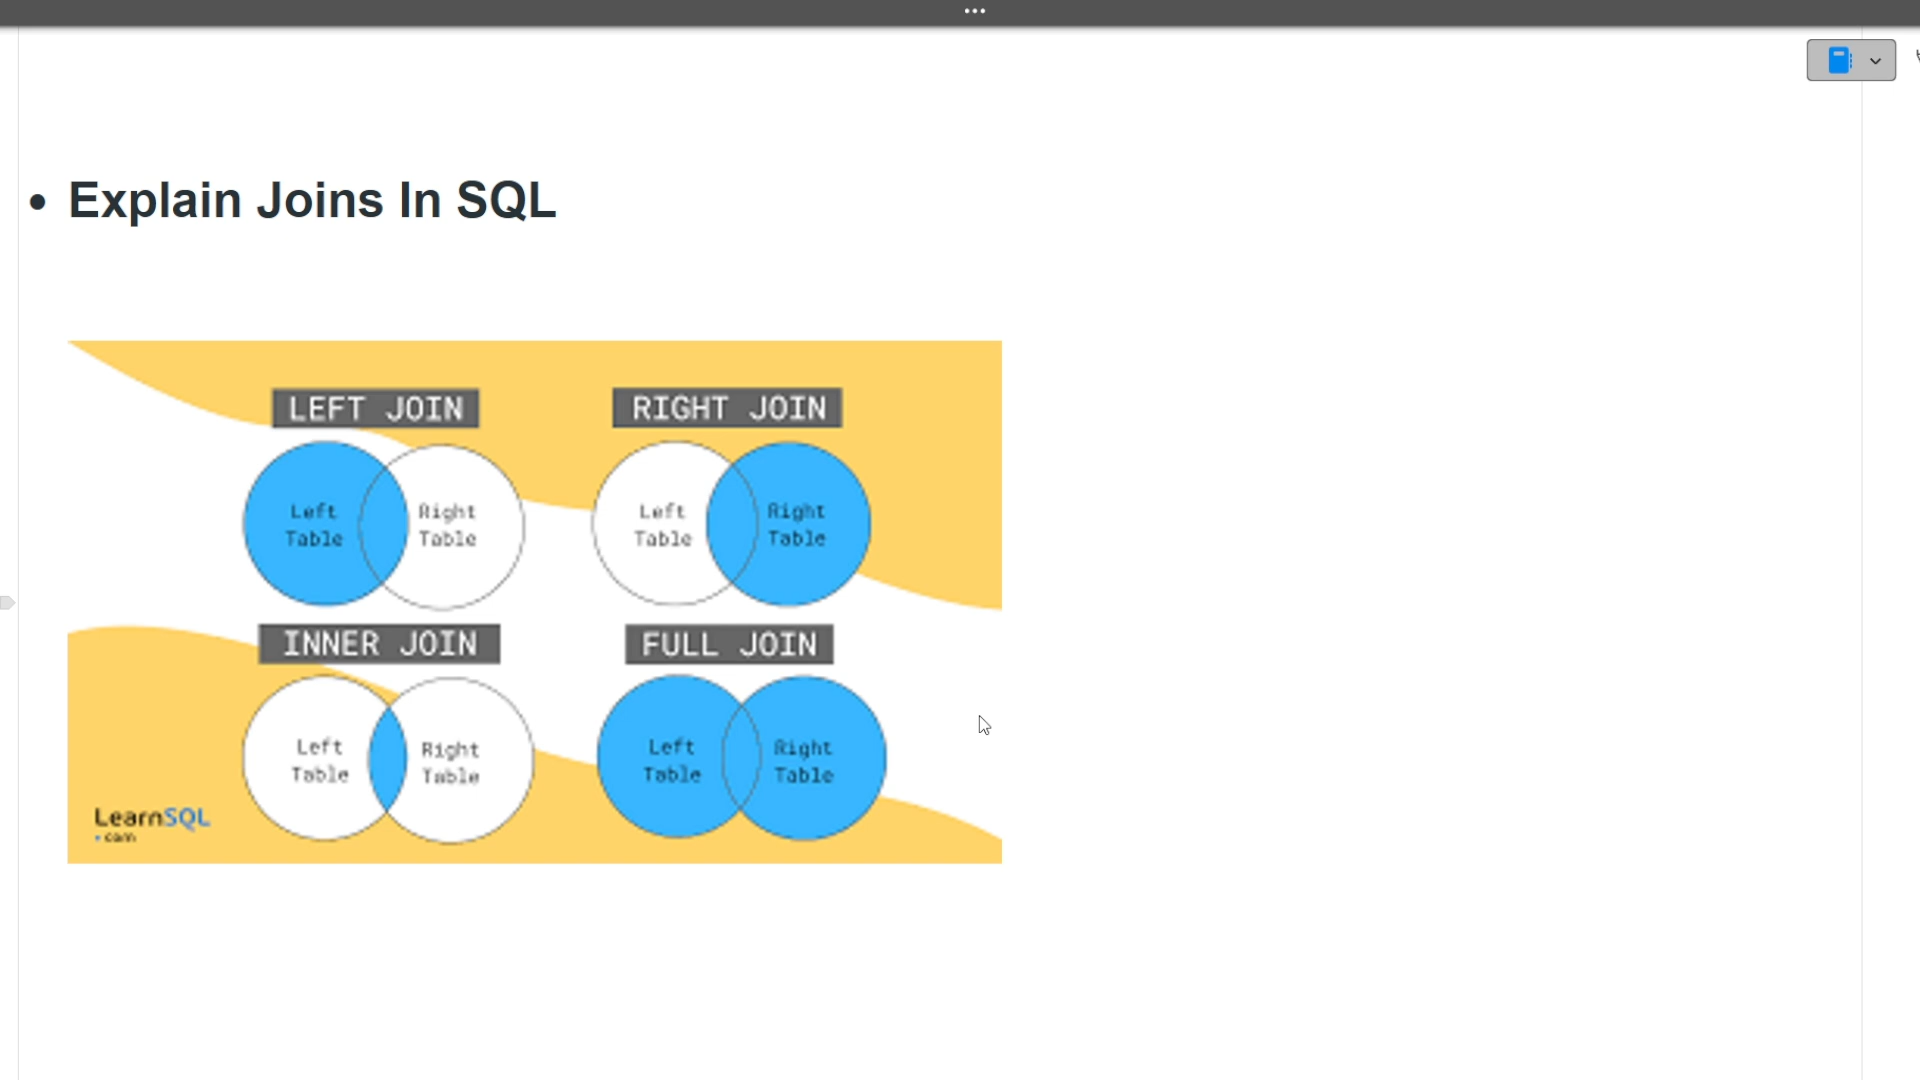 • Explain Joins In SQL
LEFT JOIN
Left
Table
Right
Table
RIGHT JOIN
Left
Table
Right
Table
INNER JOIN
Left
Table
Right
Table
FULL JOIN
Left
Table
Right
Table
LearnSQL
• com